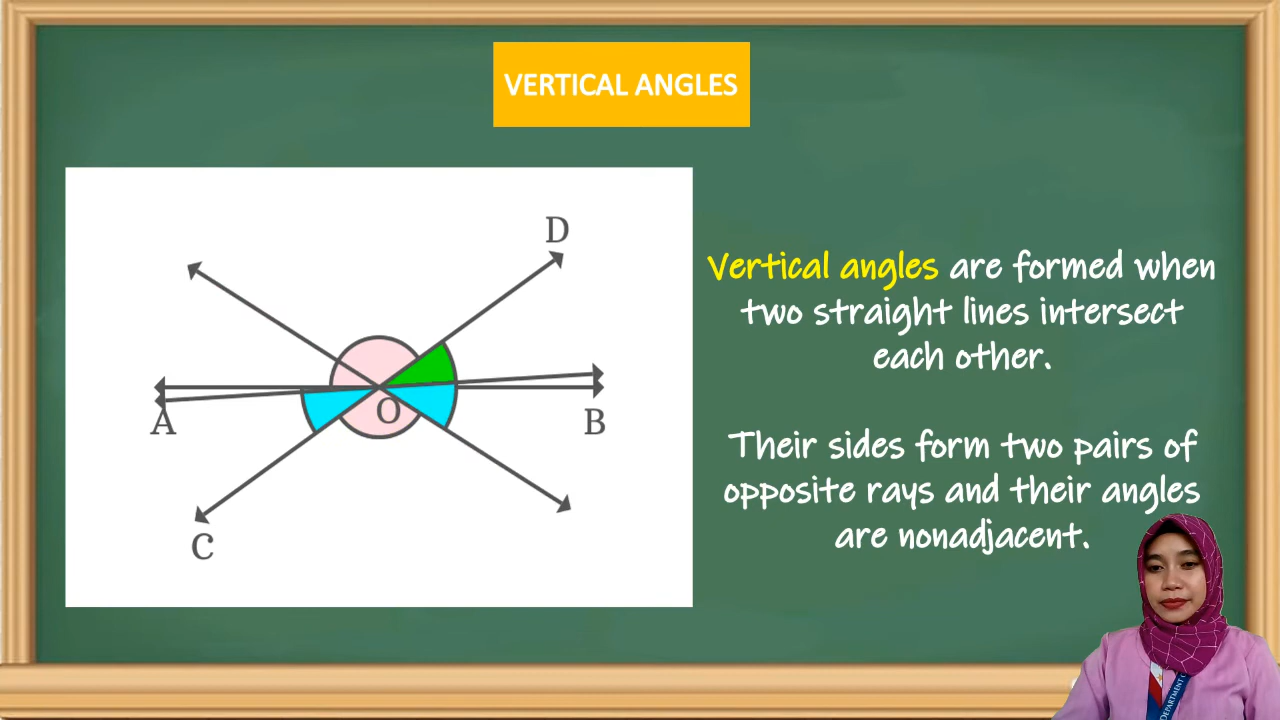 VERTICAL ANGLES
D
A
O
B
C
Vertical angles are formed when
two straight lines intersect
each other.
Their sides form two pairs of
opposite rays and their angles
are nonadjacent.
DEPARTMENT